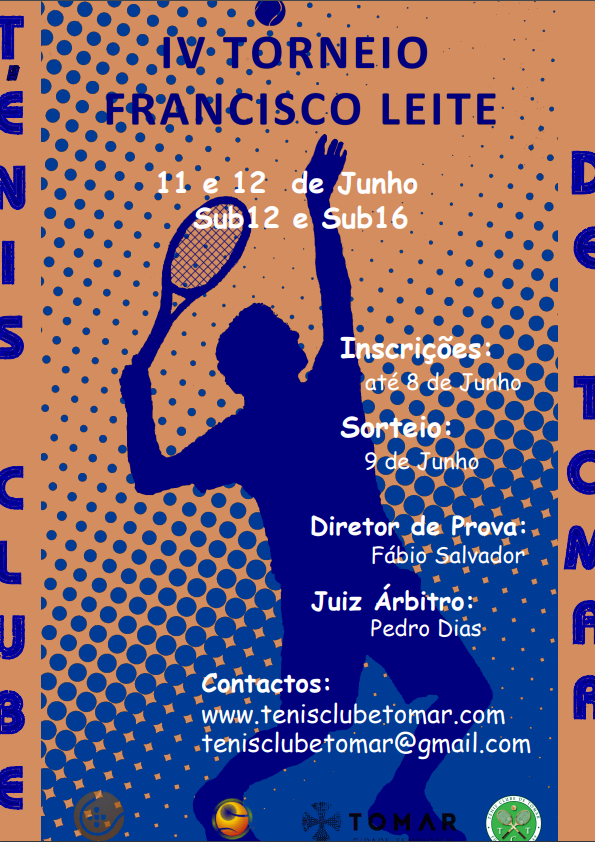 IV TORNEIO
FRANCISCO LEITE
11 e 12 de Junho
Sub12 e Sub16
Inscrições:
até 8 de Junho
Sorteio:
9 de Junho
Diretor de Prova:
Fábio Salvador
Juiz Árbitro:
Pedro Dias
Contactos:
www.tenisclubetomar.com
tenisclubetomar@gmail.com
TÉNIS CLUBE
DE TOMAR
TOMAR